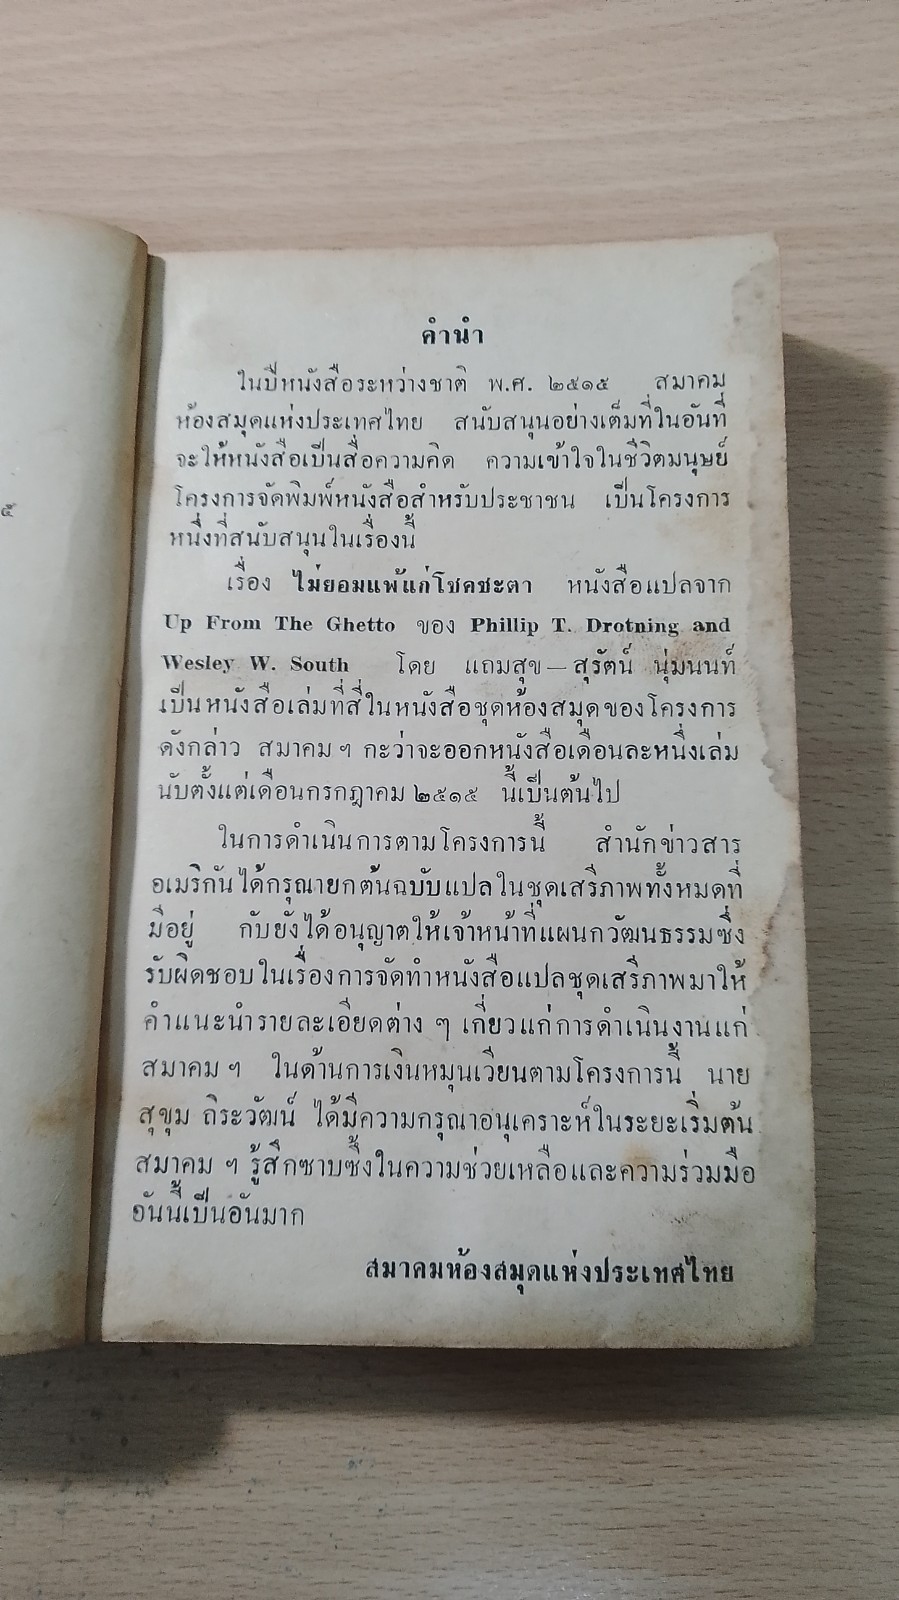 คำนำ
ในปีหนังสือระหว่างชาติ พ.ศ. ๒๕๑๕ สมาคม
ห้องสมุดแห่งประเทศไทย สนับสนุนอย่างเต็มที่ในอันที่
จะให้หนังสือเป็นสื่อความคิด ความเข้าใจในชีวิตมนุษย์
โครงการจัดพิมพ์หนังสือสำหรับประชาชน เป็นโครงการ
หนึ่งที่สนับสนุนในเรื่องนี้
เรื่อง ไม่ยอมแพ้แก่โชคชะตา หนังสือแปลจาก
Up From The Ghetto ของ Phillip T. Drotning and
Wesley W. South โดย แถมสุข—สุรัตน์ นุ่มนนท์
เป็นหนังสือเล่มที่สี่ในหนังสือชุดห้องสมุดของโครงการ
ดังกล่าว สมาคม ฯ กะว่าจะออกหนังสือเดือนละหนึ่งเล่ม
นับตั้งแต่เดือนกรกฎาคม ๒๕๑๕ นี้เป็นต้นไป
ในการดำเนินการตามโครงการนี้ สำนักข่าวสาร
อเมริกันได้กรุณายกต้นฉบับแปลในชุดเสรีภาพทั้งหมดที่
มีอยู่ กับยังได้อนุญาตให้เจ้าหน้าที่แผนกวัฒนธรรมซึ่ง
รับผิดชอบในเรื่องการจัดทำหนังสือแปลชุดเสรีภาพมาให้
คำแนะนำรายละเอียดต่าง ๆ เกี่ยวแก่การดำเนินงานแก่
สมาคม ฯ ในด้านการเงินหมุนเวียนตามโครงการนี้ นาย
สุขุม ถิระวัฒน์ ได้มีความกรุณาอนุเคราะห์ในระยะเริ่มต้น
สมาคม ฯ รู้สึกซาบซึ้งในความช่วยเหลือและความร่วมมือ
อันนี้เป็นอันมาก
สมาคมห้องสมุดแห่งประเทศไทย